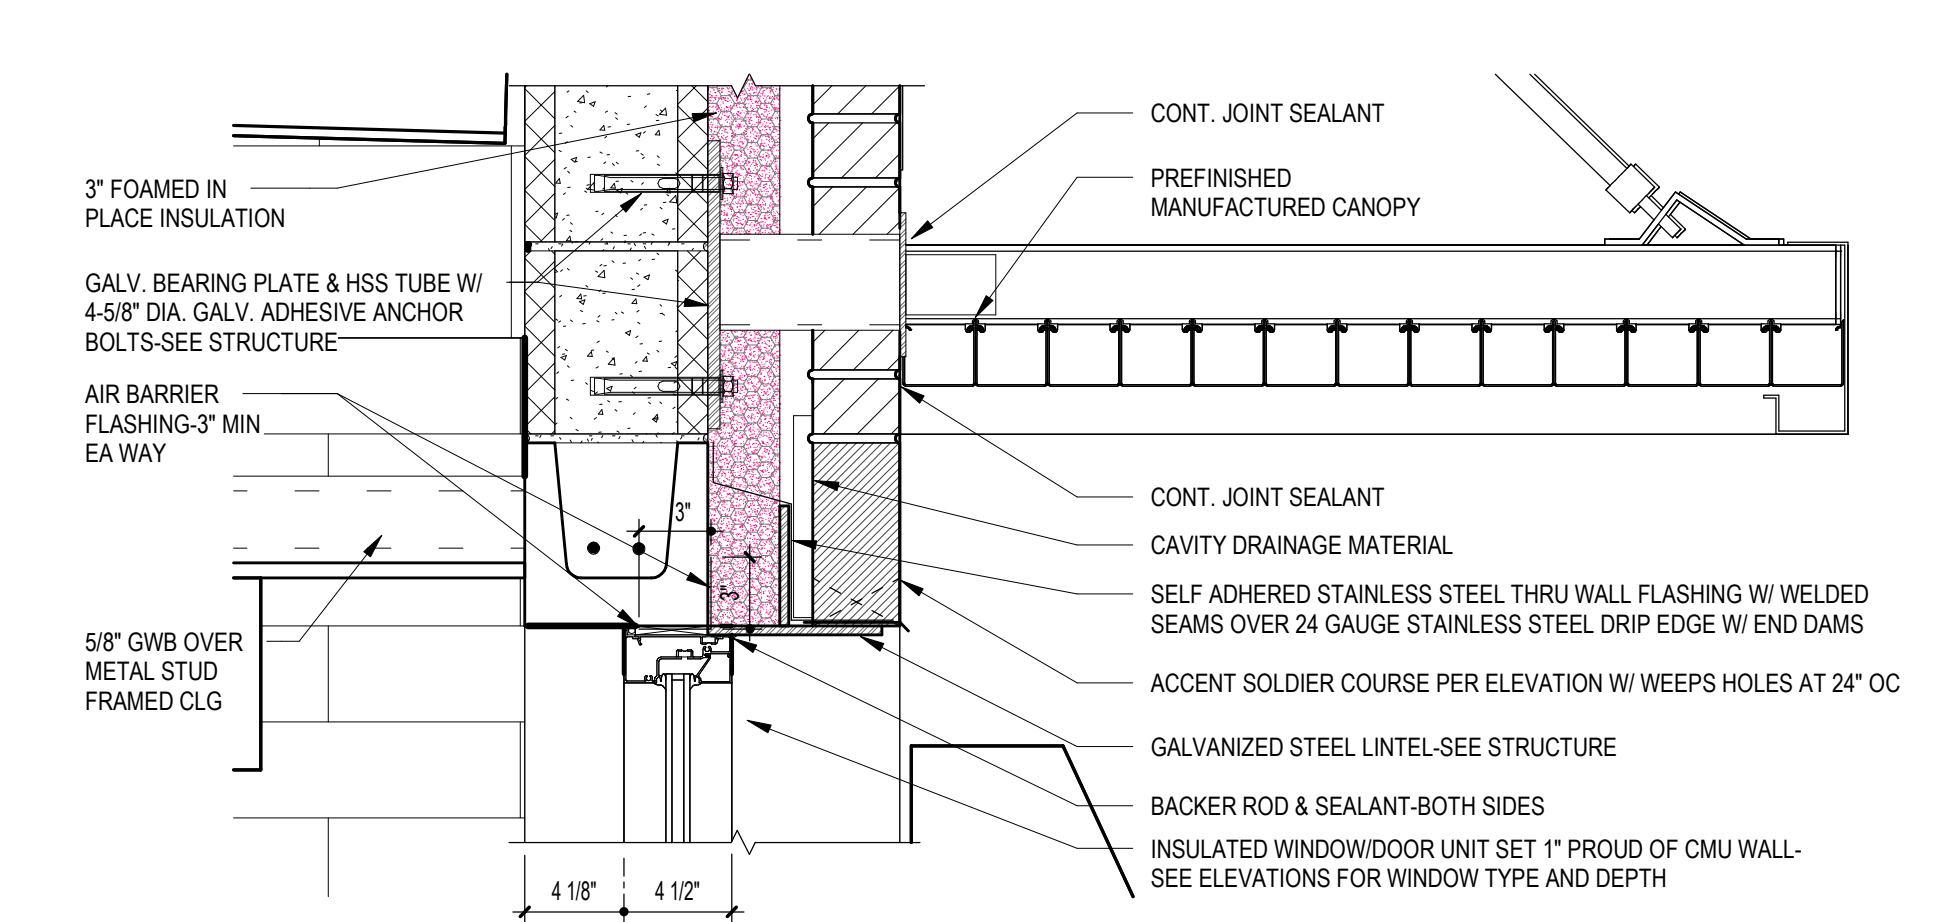 3" FOAMED IN
PLACE INSULATION
GALV. BEARING PLATE & HSS TUBE W/
4-5/8" DIA. GALV. ADHESIVE ANCHOR
BOLTS-SEE STRUCTURE
AIR BARRIER
FLASHING-3" MIN
EA WAY
5/8" GWB OVER
METAL STUD
FRAMED CLG
3"
3"
4 1/8"
4 1/2"
CONT. JOINT SEALANT
PREFINISHED
MANUFACTURED CANOPY
CONT. JOINT SEALANT
CAVITY DRAINAGE MATERIAL
SELF ADHERED STAINLESS STEEL THRU WALL FLASHING W/ WELDED
SEAMS OVER 24 GAUGE STAINLESS STEEL DRIP EDGE W/ END DAMS
ACCENT SOLDIER COURSE PER ELEVATION W/ WEEPS HOLES AT 24" OC
GALVANIZED STEEL LINTEL-SEE STRUCTURE
BACKER ROD & SEALANT-BOTH SIDES
INSULATED WINDOW/DOOR UNIT SET 1" PROUD OF CMU WALL-
SEE ELEVATIONS FOR WINDOW TYPE AND DEPTH